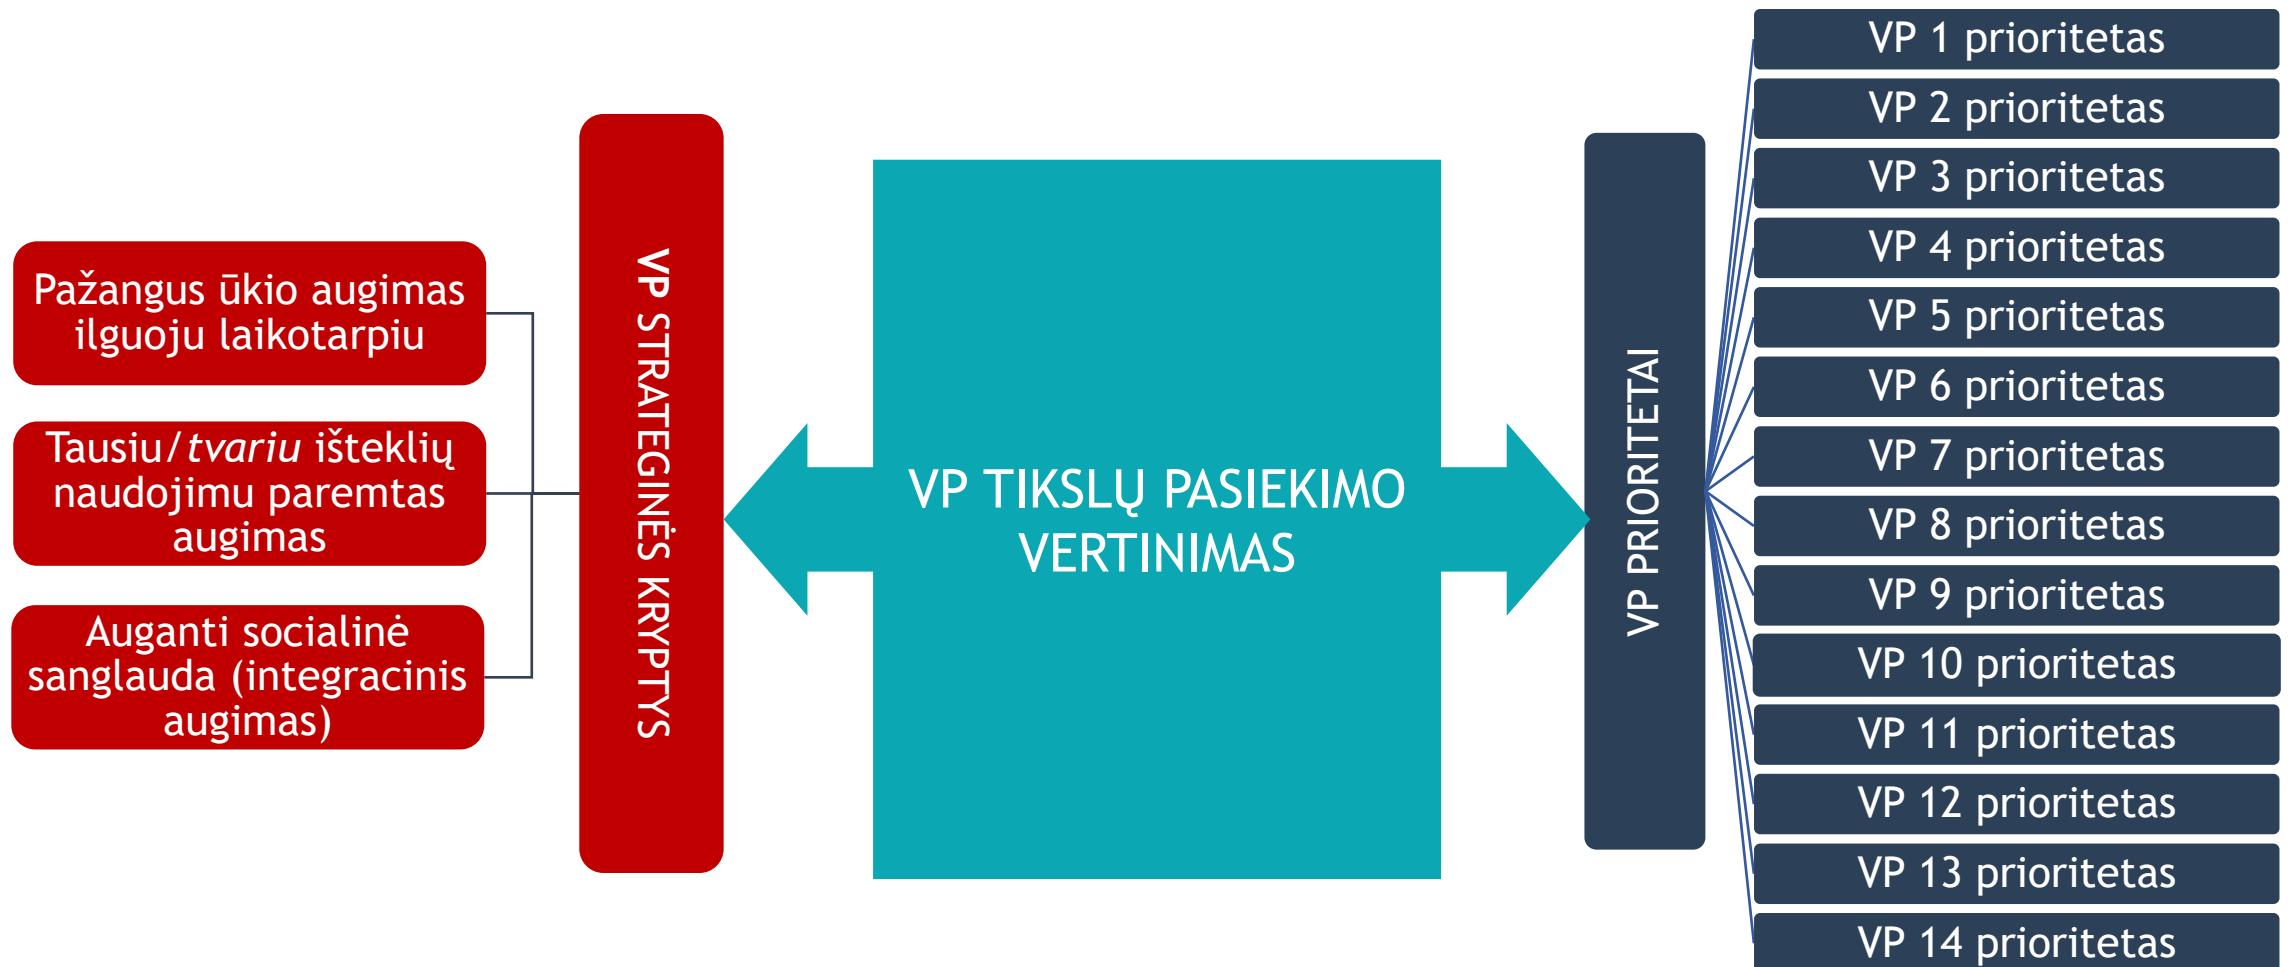 Pažangus ūkio augimas
ilguoju laikotarpiu
Tausiu/tvariu išteklių
naudojimu paremtas
augimas
Auganti socialinė
sanglauda (integracinis
augimas)
VP STRATEGINĖS KRYPTYS
VP TIKSLŲ PASIEKIMO
VERTINIMAS
VP PRIORITETAI
VP 1 prioritetas
VP 2 prioritetas
VP 3 prioritetas
VP 4 prioritetas
VP 5 prioritetas
VP 6 prioritetas
VP 7 prioritetas
VP 8 prioritetas
VP 9 prioritetas
VP 10 prioritetas
VP 11 prioritetas
VP 12 prioritetas
VP 13 prioritetas
VP 14 prioritetas